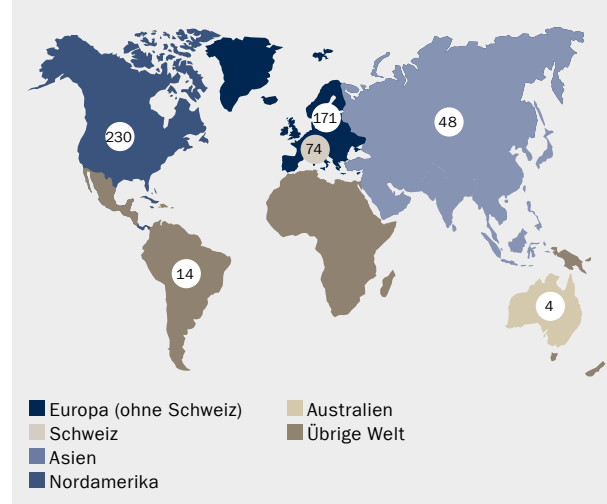 230
171
74
48
14
4
Europa (ohne Schweiz)
Schweiz
Asien
Nordamerika
Australien
Übrige Welt